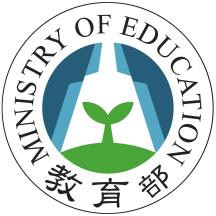 MINISTRY OF EDUCATION
教育部